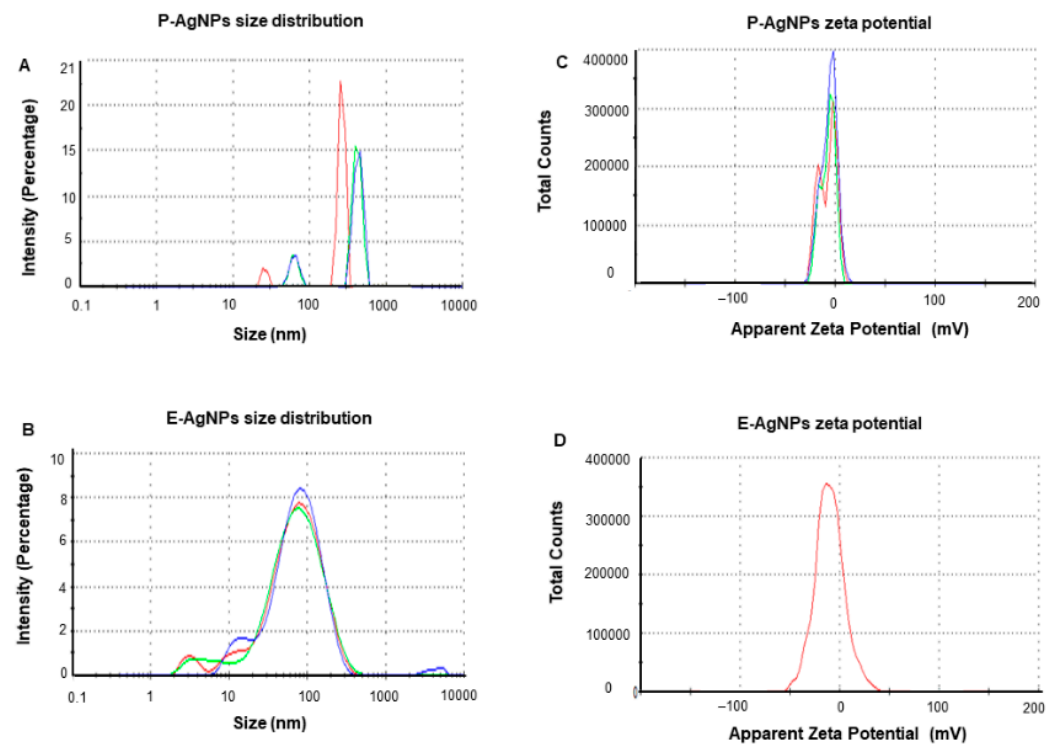 P-AgNPs size distribution
A
Intensity (Percentage)
21
20
15
10
5
0
0.1 1 10 100 1000 10000
Size (nm)
P-AgNPs zeta potential
C
Total Counts
400000
300000
200000
100000
0
−100 0 100 200
Apparent Zeta Potential (mV)
E-AgNPs size distribution
B
Intensity (Percentage)
10
8
6
4
2
0
0.1 1 10 100 1000 10000
Size (nm)
E-AgNPs zeta potential
D
Total Counts
400000
300000
200000
100000
0
0
−100 0 100 200
Apparent Zeta Potential (mV)